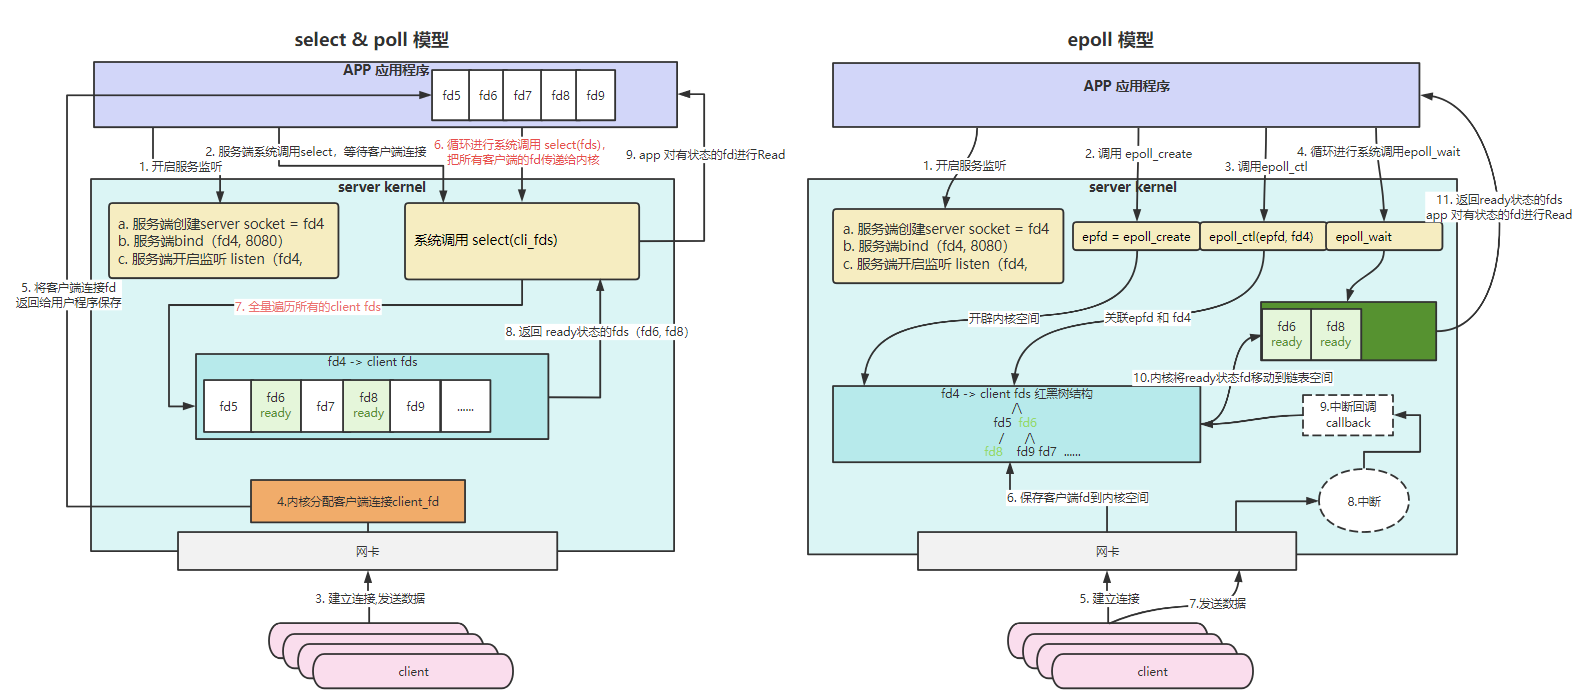 select & poll 模型
APP 应用程序
fd5 fd6 fd7 fd8 fd9
1. 开启服务监听
2. 服务端系统调用select，等待客户端连接
6. 循环进行系统调用 select(fds)，
把所有客户端的fd传递给内核
9. app 对有状态的fd进行Read
server kernel
a. 服务端创建server socket = fd4
b. 服务端bind（fd4, 8080）
c. 服务端开启监听 listen（fd4,
系统调用 select(cli_fds)
5. 将客户端连接fd
返回给用户程序保存
7. 全量遍历所有的client fds
8. 返回 ready状态的fds（fd6, fd8）
fd4 -> client fds
fd5
fd6
ready
fd7
fd8
ready
fd9
......
4.内核分配客户端连接client_fd
网卡
3. 建立连接,发送数据
client
epoll 模型
APP 应用程序
1. 开启服务监听
2. 调用 epoll_create
3. 调用epoll_ctl
4. 循环进行系统调用epoll_wait
11. 返回ready状态的fds
app 对有状态的fd进行Read
server kernel
a. 服务端创建server socket = fd4
b. 服务端bind（fd4, 8080）
c. 服务端开启监听 listen（fd4,
epfd = epoll_create
epoll_ctl(epfd, fd4)
epoll_wait
开辟内核空间
关联epfd 和 fd4
fd6
ready
fd8
ready
10.内核将ready状态fd移动到链表空间
fd4 -> client fds 红黑树结构
/\
fd5 fd6
/ /\
fd8 fd9 fd7 ......
9.中断回调
callback
8.中断
6. 保存客户端fd到内核空间
网卡
5. 建立连接
7.发送数据
client